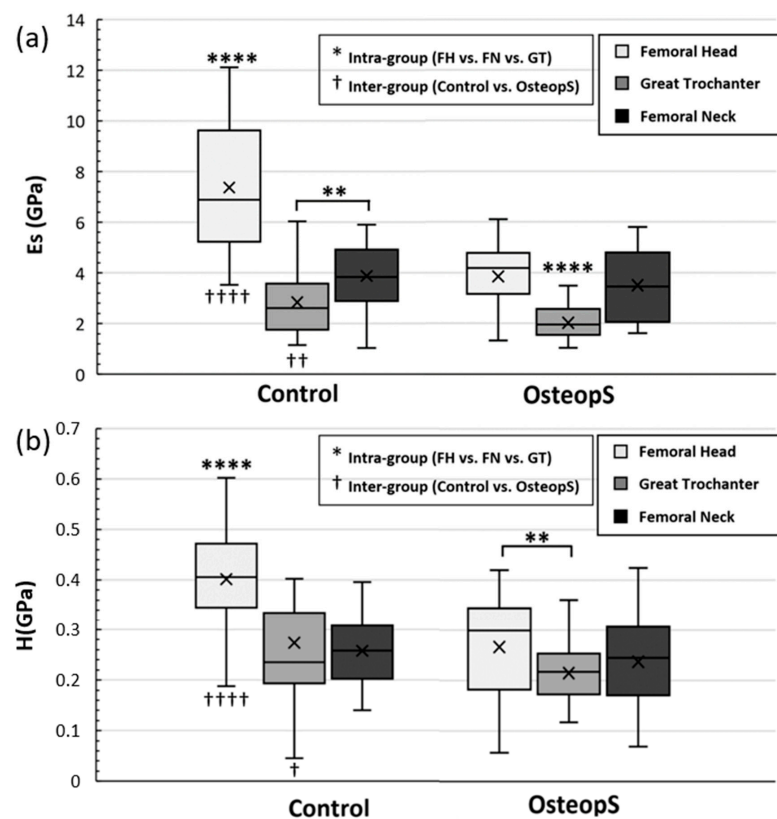 (a)
14
12
10
8
6
4
2
0
Es (GPa)
* Intra-group (FH vs. FN vs. GT)
† Inter-group (Control vs. OsteopS)
Femoral Head
Great Trochanter
Femoral Neck
****
††††
††
**
****
Control
OsteopS
(b)
0.7
0.6
0.5
0.4
0.3
0.2
0.1
0
H(GPa)
* Intra-group (FH vs. FN vs. GT)
† Inter-group (Control vs. OsteopS)
Femoral Head
Great Trochanter
Femoral Neck
****
††††
†
**
Control
OsteopS